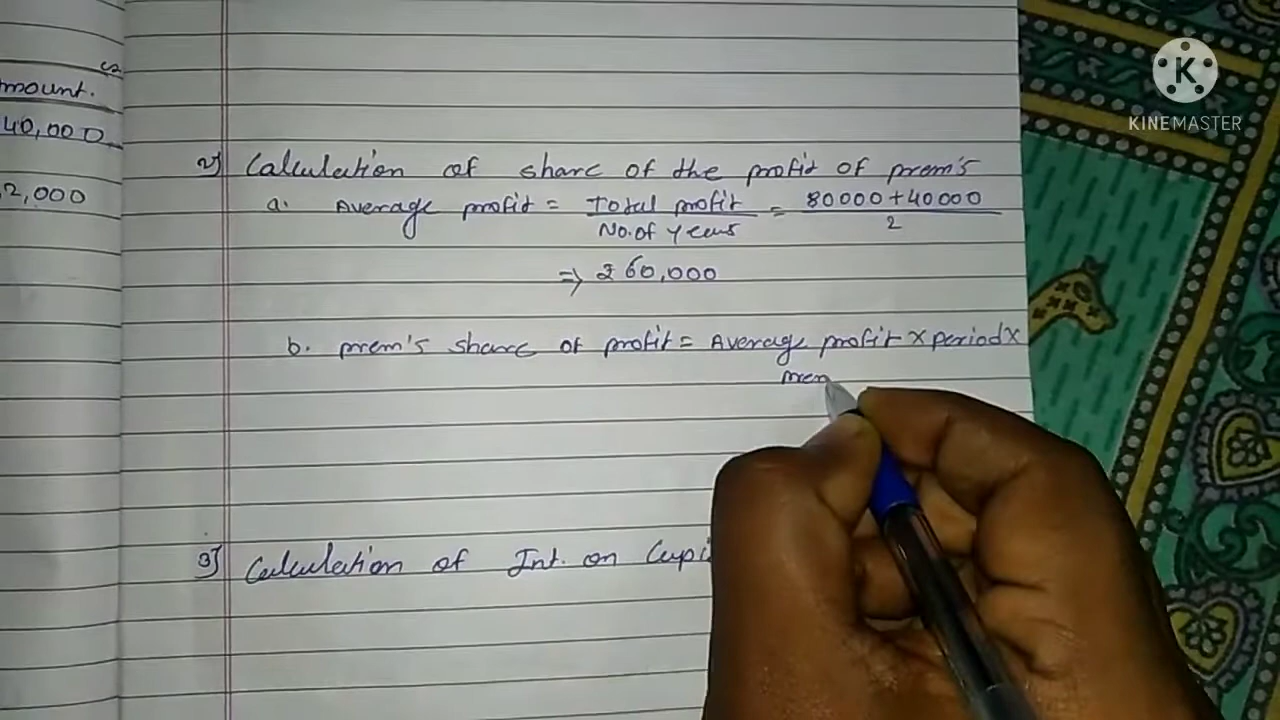 mount.
40,000
2,000
2) Calculation of share of the profit of prem's
a. Average profit = Total profit / No. of years = 80000 + 40000 / 2
⇒ ₹ 60,000
b. prem's share of profit = Average profit × period ×
prem
3) Calculation of Int. on Capi
K
KINEMASTER